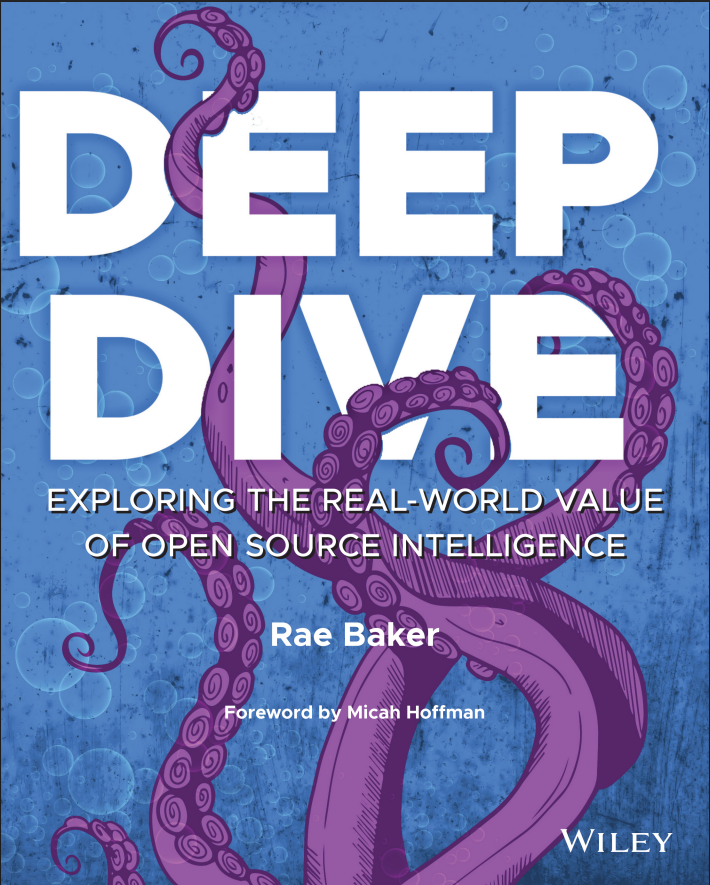 DEEP
DIVE
EXPLORING THE REAL-WORLD VALUE
OF OPEN SOURCE INTELLIGENCE
Rae Baker
Foreword by Micah Hoffman
WILEY